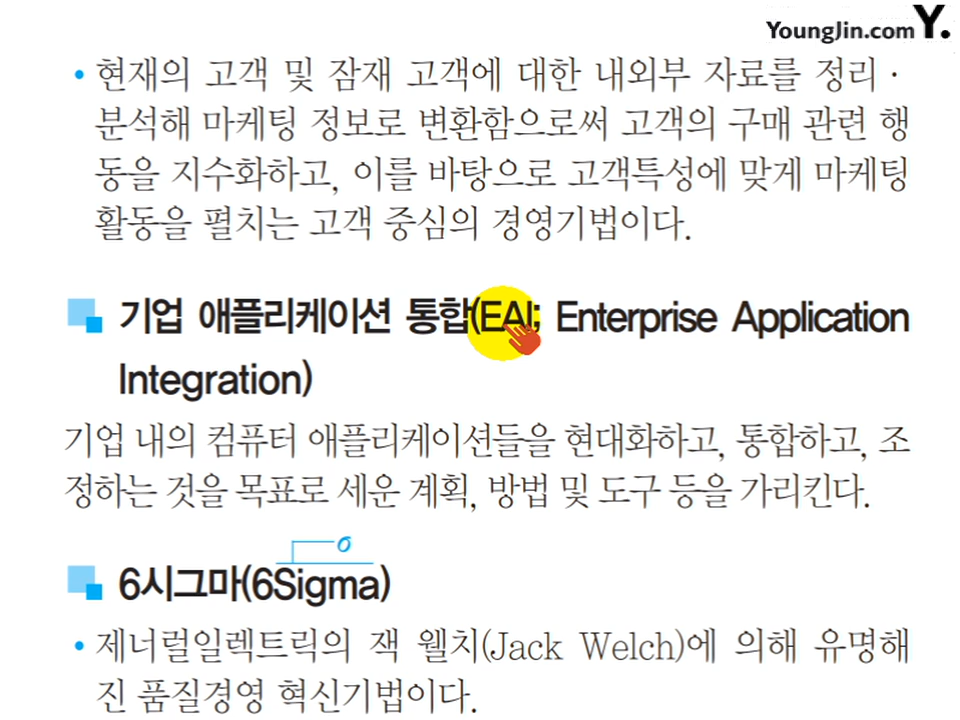 YoungJin.com Y.
• 현재의 고객 및 잠재 고객에 대한 내외부 자료를 정리·
분석해 마케팅 정보로 변환함으로써 고객의 구매 관련 행
동을 지수화하고, 이를 바탕으로 고객특성에 맞게 마케팅
활동을 펼치는 고객 중심의 경영기법이다.
기업 애플리케이션 통합(EAI; Enterprise Application
Integration)
기업 내의 컴퓨터 애플리케이션들을 현대화하고, 통합하고, 조
정하는 것을 목표로 세운 계획, 방법 및 도구 등을 가리킨다.
σ
6시그마(6Sigma)
• 제너럴일렉트릭의 잭 웰치(Jack Welch)에 의해 유명해
진 품질경영 혁신기법이다.